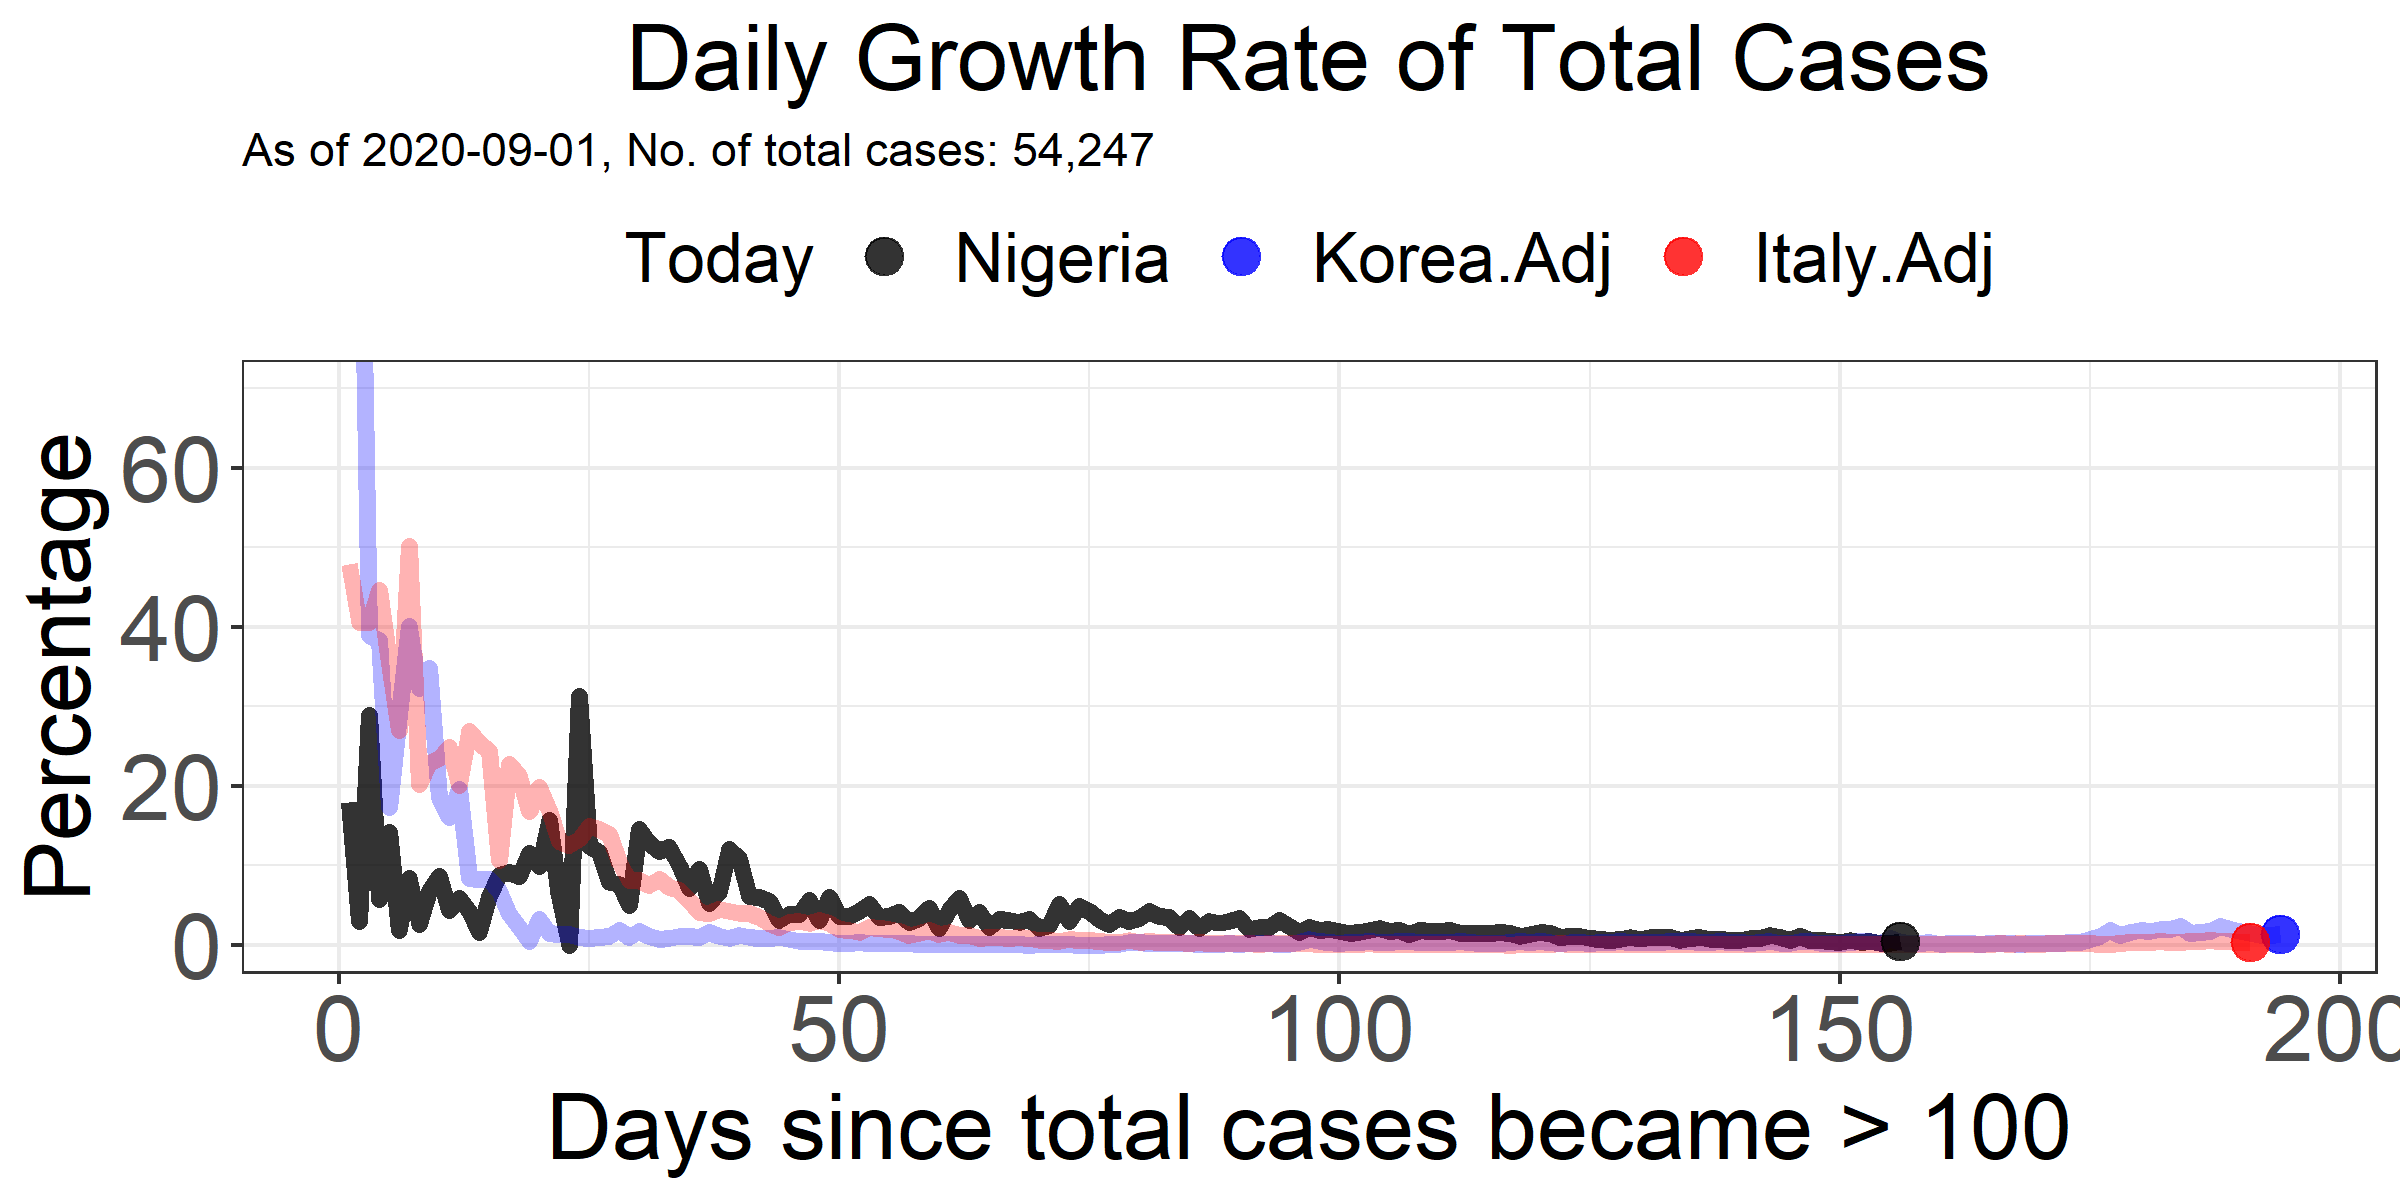 Daily Growth Rate of Total Cases
As of 2020-09-01, No. of total cases: 54,247
Today Nigeria Korea.Adj Italy.Adj
Percentage
60
40
20
0
0 50 100 150 200
Days since total cases became > 100